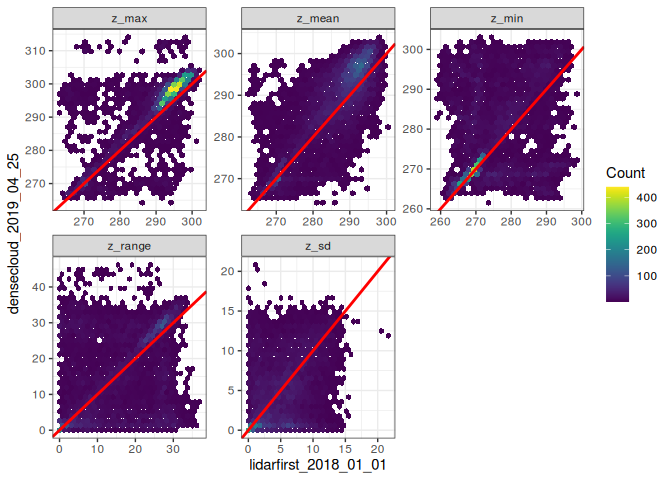 z_max z_mean z_min
310
300
290
280
270
300
290
280
270
300
290
280
270
260
270 280 290 300
270 280 290 300
260 270 280 290 300
z_range z_sd
40
30
20
10
0
20
15
10
5
0
0 10 20 30
0 5 10 15 20
densecloud_2019_04_25
lidarfirst_2018_01_01
Count
400
300
200
100